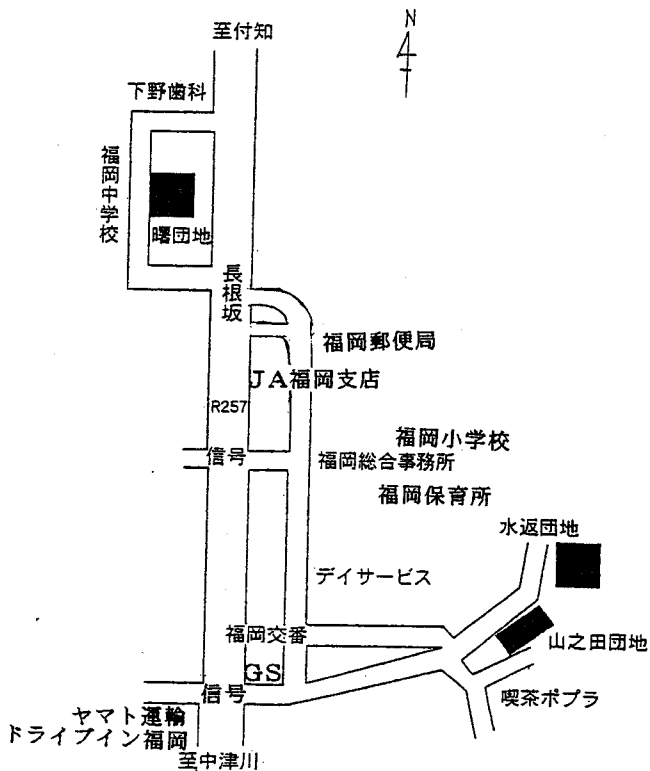 N
至付知
下野歯科
福岡中学校
曙団地
長根坂
福岡郵便局
JA福岡支店
R257
福岡小学校
信号
福岡総合事務所
福岡保育所
水返団地
デイサービス
福岡交番
山之田団地
GS
信号
喫茶ポプラ
ヤマト運輸
ドライブイン福岡
至中津川